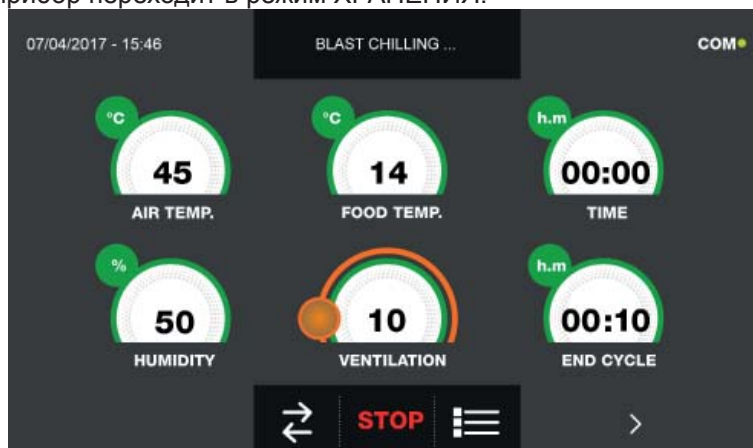 прибор переходит в режим ХРАНЕНИЯ.
07/04/2017 - 15:46
BLAST CHILLING ...
COM
°C
45
AIR TEMP.
°C
14
FOOD TEMP.
h.m
00:00
TIME
%
50
HUMIDITY
10
VENTILATION
h.m
00:10
END CYCLE
STOP